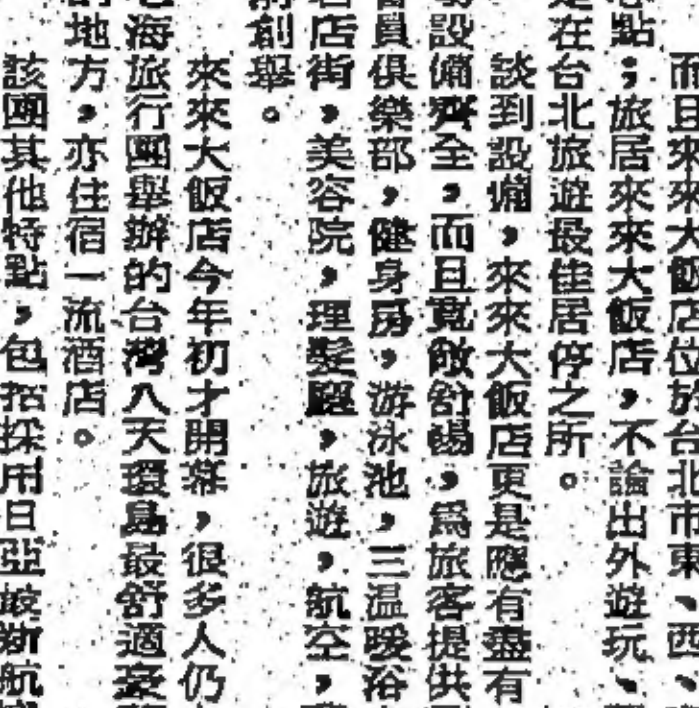 而且來來大飯店位於台北市東、西、
點；旅居來來大飯店，不論出外遊玩、
在台北旅遊最佳居停之所。
談到設備，來來大飯店更是應有盡有
設備齊全，而且寬敞舒暢，爲旅客提供
員俱樂部，健身房，游泳池，三温暖浴
店街，美容院，理髮廳，旅遊，航空，
創舉。
來來大飯店今年初才開幕，很多人仍
海旅行團舉辦的台灣八天環島最舒適豪
地方，亦住宿一流酒店。
該團其他特點，包括採用日亞最新航